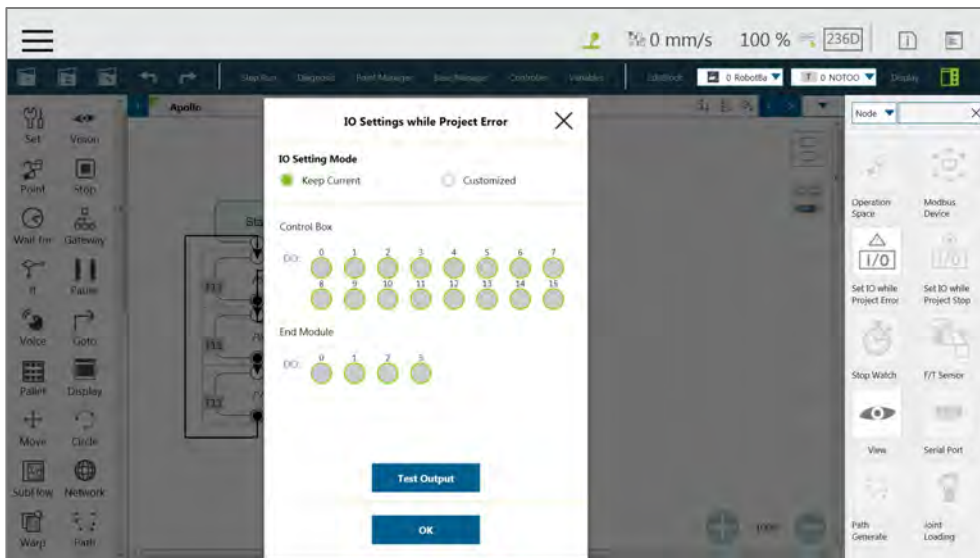 0 mm/s 100 % 236D
Step Run Diagnosis Point Manager Base Manager Controller Variables 0 RobotBa T 0 NOTOO Display
Apollo
Set Vision
Point Stop
Wait for Gateway
If Pause
Voice Goto
Pallet Display
Move Circle
SubFlow Network
Warp Path
Sta
IO Settings while Project Error
IO Setting Mode
Keep Current Customized
Control Box
DO: 0 1 2 3 4 5 6 7
8 9 10 11 12 13 14 15
End Module
DO: 0 1 2 3
Test Output
OK
100%
Node
Operation Space
Modbus Device
I/O I/O
Set IO while Project Error
Set IO while Project Stop
Stop Watch F/T Sensor
View Serial Port
Path Generate
Joint Loading